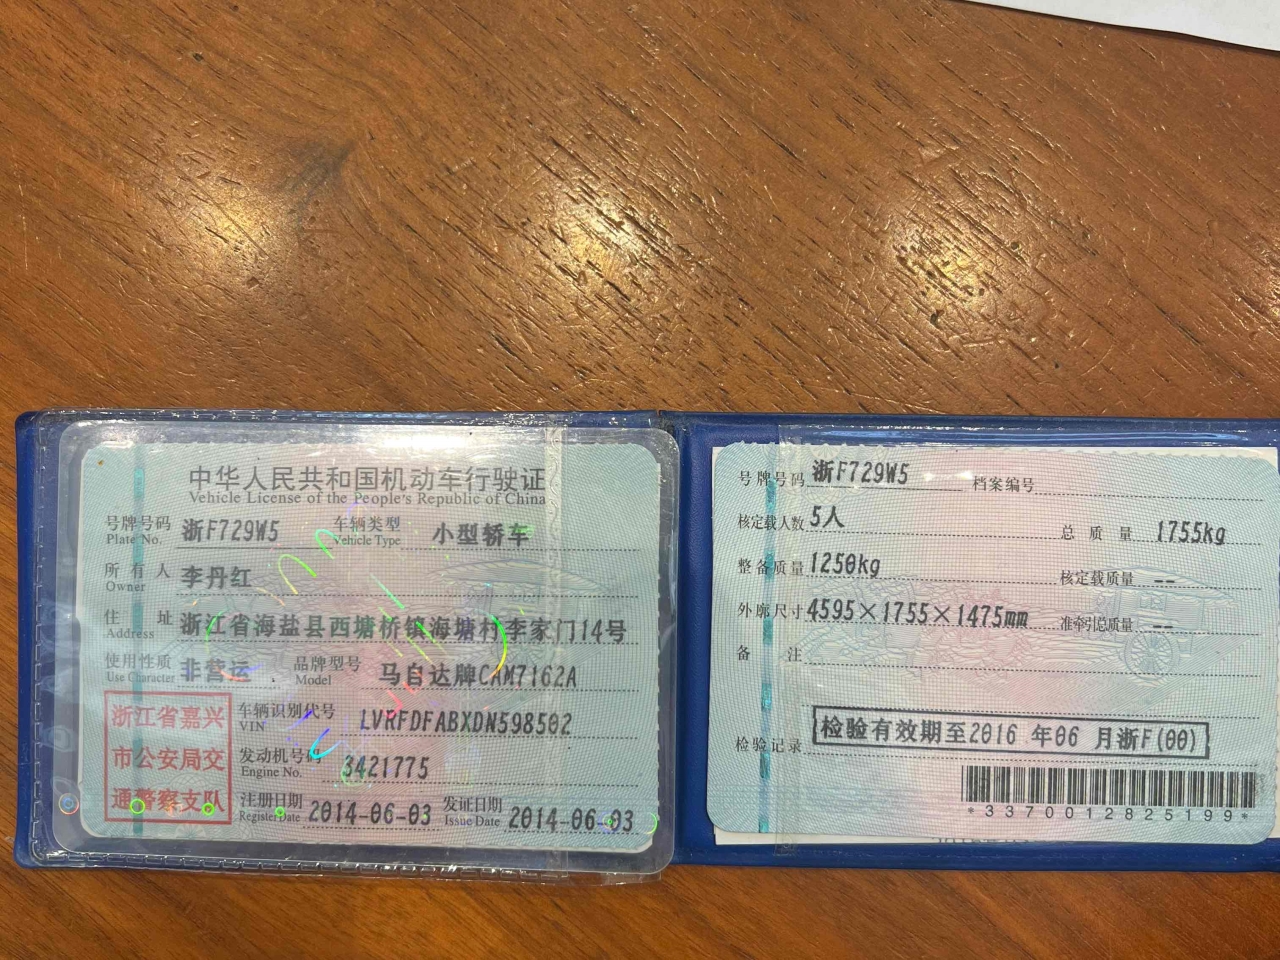 中华人民共和国机动车行驶证
Vehicle License of the People's Republic of China
号牌号码 浙F729W5 车辆类型 小型轿车
Plate No. Vehicle Type
所有人 李丹红
Owner
住址 浙江省海盐县西塘桥镇海塘村李家门14号
Address
使用性质 非营运 品牌型号 马自达牌CAM7162A
Use Character Model
浙江省嘉兴
市公安局交
通警察支队
车辆识别代号 LVRFDFABXDN598502
VIN
发动机号码 3421775
Engine No.
注册日期 2014-06-03 发证日期 2014-06-03
Register Date Issue Date
号牌号码 浙F729W5 档案编号
核定载人数 5人 总质量 1755kg
整备质量 1250kg 核定载质量 --
外廓尺寸 4595×1755×1475mm 准牵引总质量 --
备注
检验记录 检验有效期至2016 年06 月浙F(00)
*3370012825199*